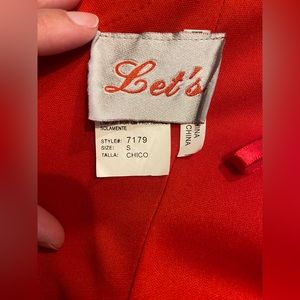 Let's
SOLAMENTE
STYLE#: 7179
SIZE: S
TALLA: CHICO
CHINA